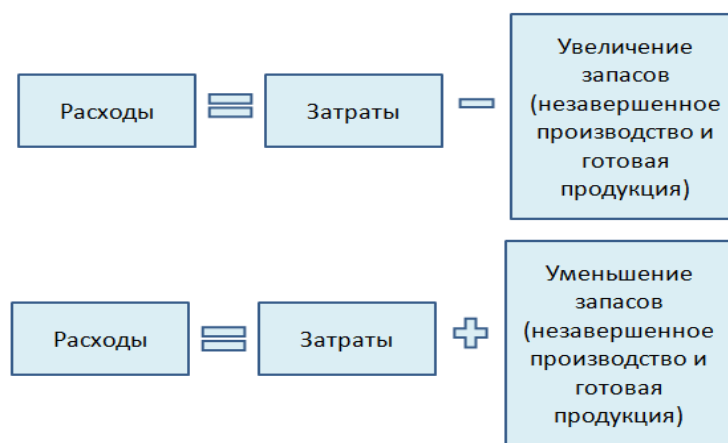 Расходы
Затраты
Увеличение
запасов
(незавершенное
производство и
готовая
продукция)
Расходы
Затраты
Уменьшение
запасов
(незавершенное
производство и
готовая
продукция)